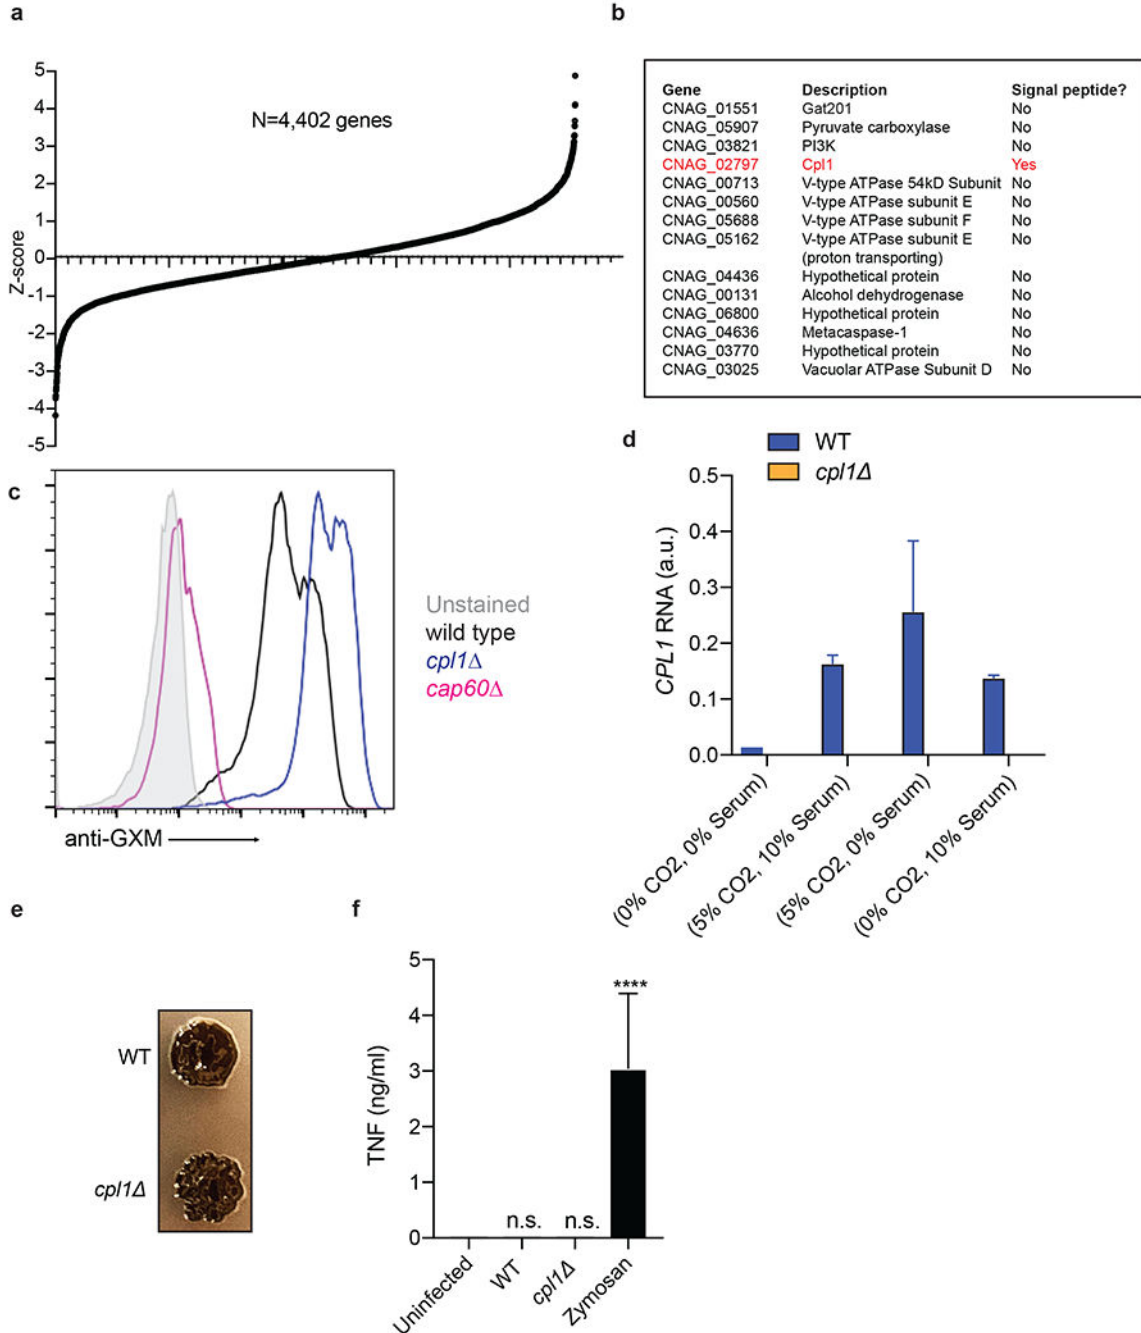 a
5
4
3
2
1
0
-1
-2
-3
-4
-5
Z-score
N=4,402 genes
b
Gene Description Signal peptide?
CNAG_01551 Gat201 No
CNAG_05907 Pyruvate carboxylase No
CNAG_03821 PI3K No
CNAG_02797 Cpl1 Yes
CNAG_00713 V-type ATPase 54kD Subunit No
CNAG_00560 V-type ATPase subunit E No
CNAG_05688 V-type ATPase subunit F No
CNAG_05162 V-type ATPase subunit E No
(proton transporting)
CNAG_04436 Hypothetical protein No
CNAG_00131 Alcohol dehydrogenase No
CNAG_06800 Hypothetical protein No
CNAG_04636 Metacaspase-1 No
CNAG_03770 Hypothetical protein No
CNAG_03025 Vacuolar ATPase Subunit D No
c
anti-GXM
Unstained
wild type
cpl1Δ
cap60Δ
d
WT
cpl1Δ
0.5
0.4
0.3
0.2
0.1
0.0
CPL1 RNA (a.u.)
(0% CO2, 0% Serum)
(5% CO2, 10% Serum)
(5% CO2, 0% Serum)
(0% CO2, 10% Serum)
e
WT
cpl1Δ
f
5
4
3
2
1
0
TNF (ng/ml)
n.s.
n.s.
****
Uninfected
WT
cpl1Δ
Zymosan